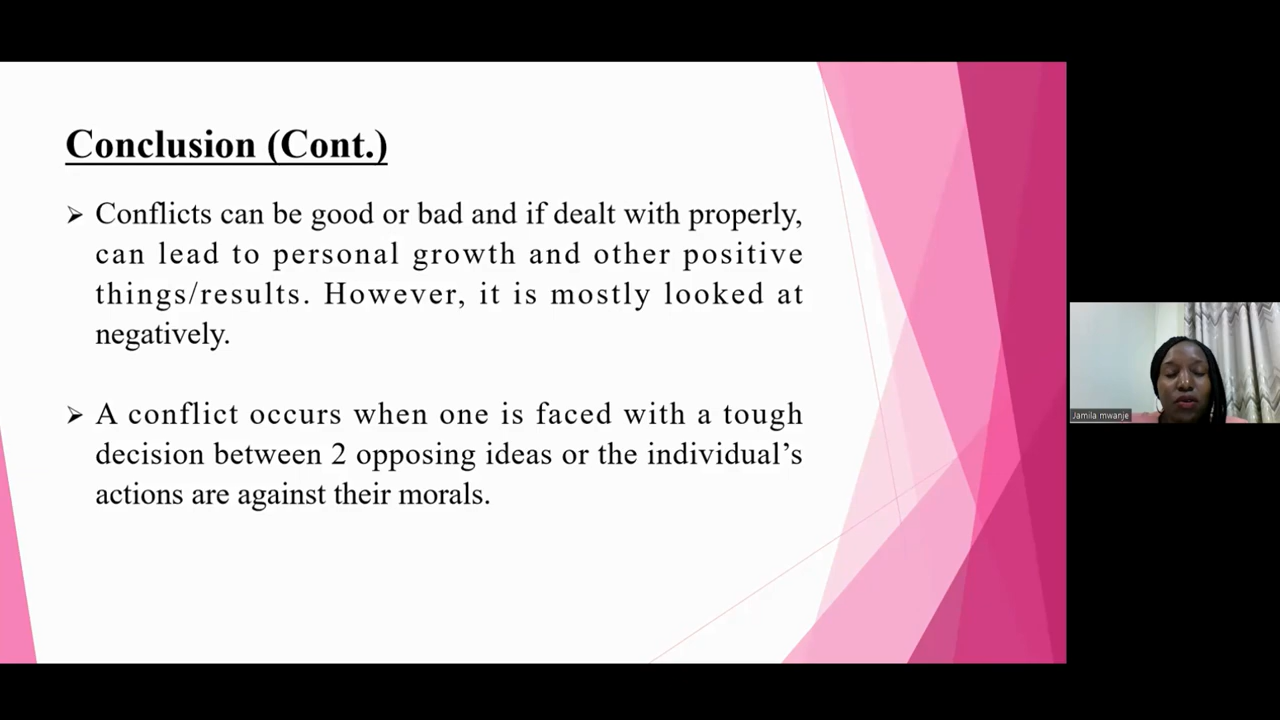 Conclusion (Cont.)
➢ Conflicts can be good or bad and if dealt with properly,
can lead to personal growth and other positive
things/results. However, it is mostly looked at
negatively.
➢ A conflict occurs when one is faced with a tough
decision between 2 opposing ideas or the individual’s
actions are against their morals.
Jamila mwanje